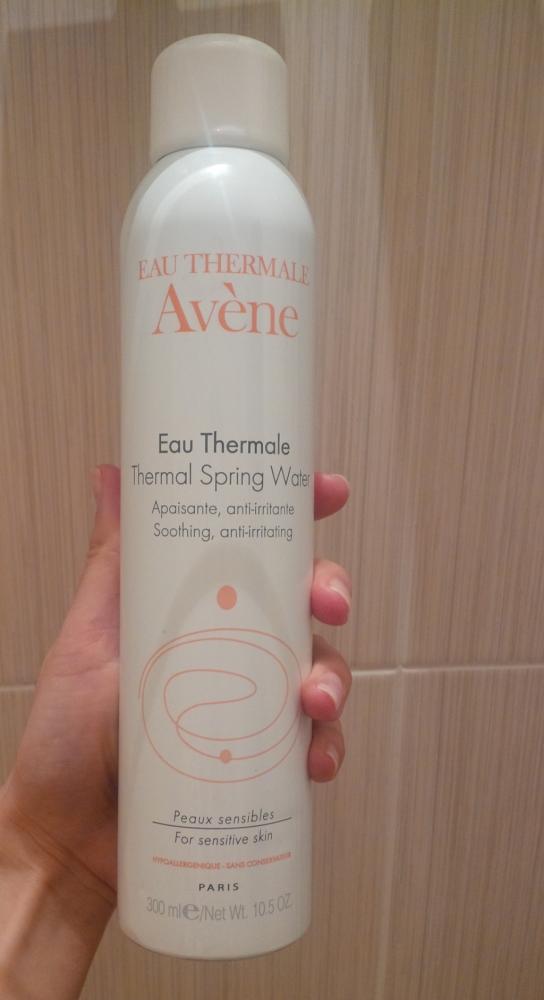 EAU THERMALE
Avène
Eau Thermale
Thermal Spring Water
Apaisante, anti-irritante
Soothing, anti-irritating
Peaux sensibles
For sensitive skin
HYPOALLERGENIQUE - SANS CONSERVATEUR
PARIS
300 ml℮/Net Wt. 10.5 OZ.